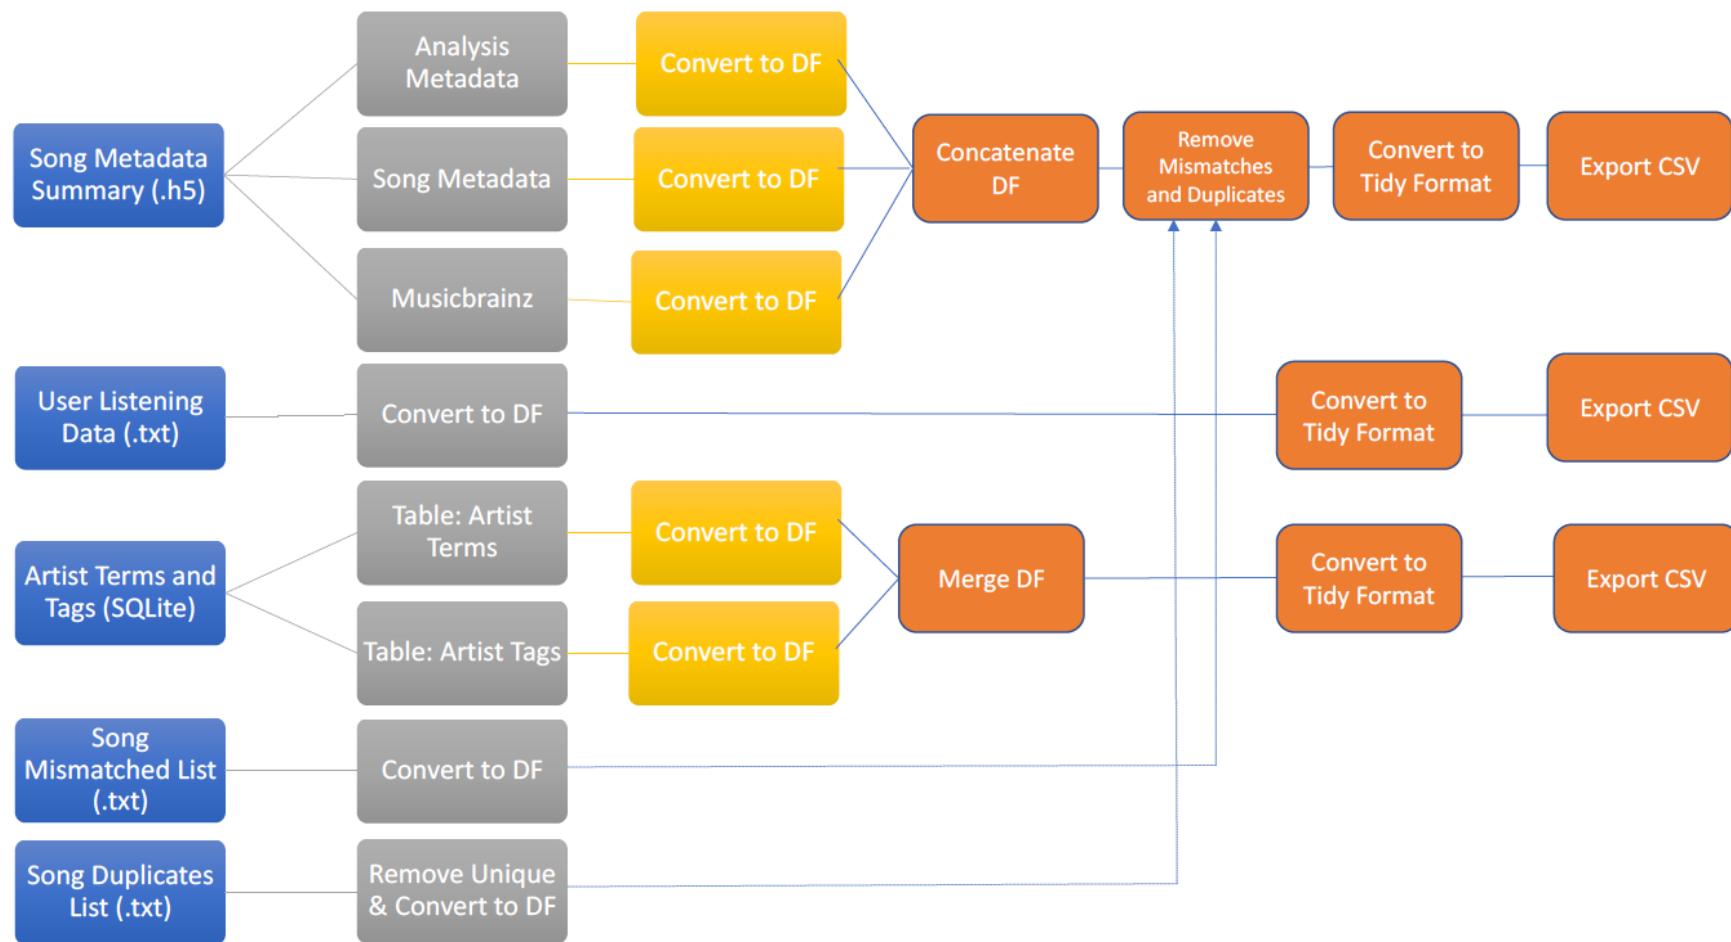 Analysis
Metadata
Convert to DF
Song Metadata
Summary (.h5)
Song Metadata
Convert to DF
Concatenate
DF
Remove
Mismatches
and Duplicates
Convert to
Tidy Format
Export CSV
Musicbrainz
Convert to DF
User Listening
Data (.txt)
Convert to DF
Convert to
Tidy Format
Export CSV
Artist Terms and
Tags (SQLite)
Table: Artist
Terms
Convert to DF
Table: Artist Tags
Convert to DF
Merge DF
Convert to
Tidy Format
Export CSV
Song
Mismatched List
(.txt)
Convert to DF
Song Duplicates
List (.txt)
Remove Unique
& Convert to DF